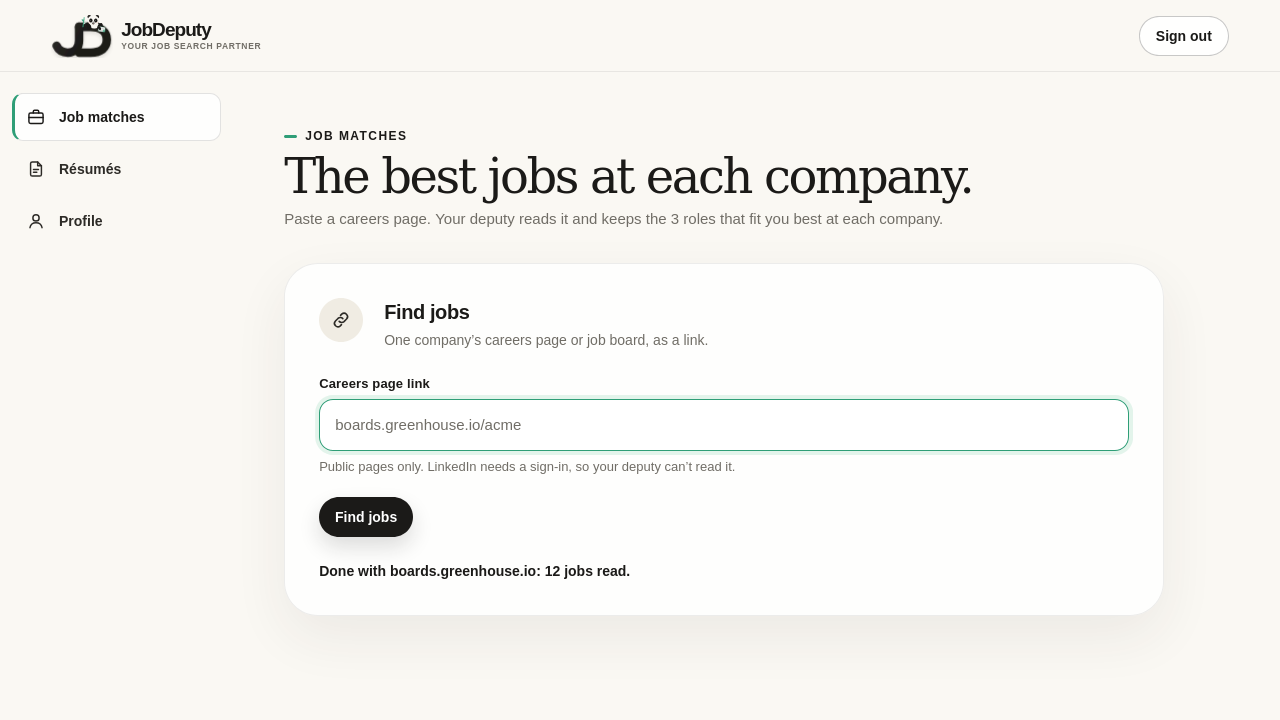 JobDeputy
YOUR JOB SEARCH PARTNER
Sign out
Job matches
Résumés
Profile
JOB MATCHES
The best jobs at each company.
Paste a careers page. Your deputy reads it and keeps the 3 roles that fit you best at each company.
Find jobs
One company’s careers page or job board, as a link.
Careers page link
boards.greenhouse.io/acme
Public pages only. LinkedIn needs a sign-in, so your deputy can’t read it.
Find jobs
Done with boards.greenhouse.io: 12 jobs read.